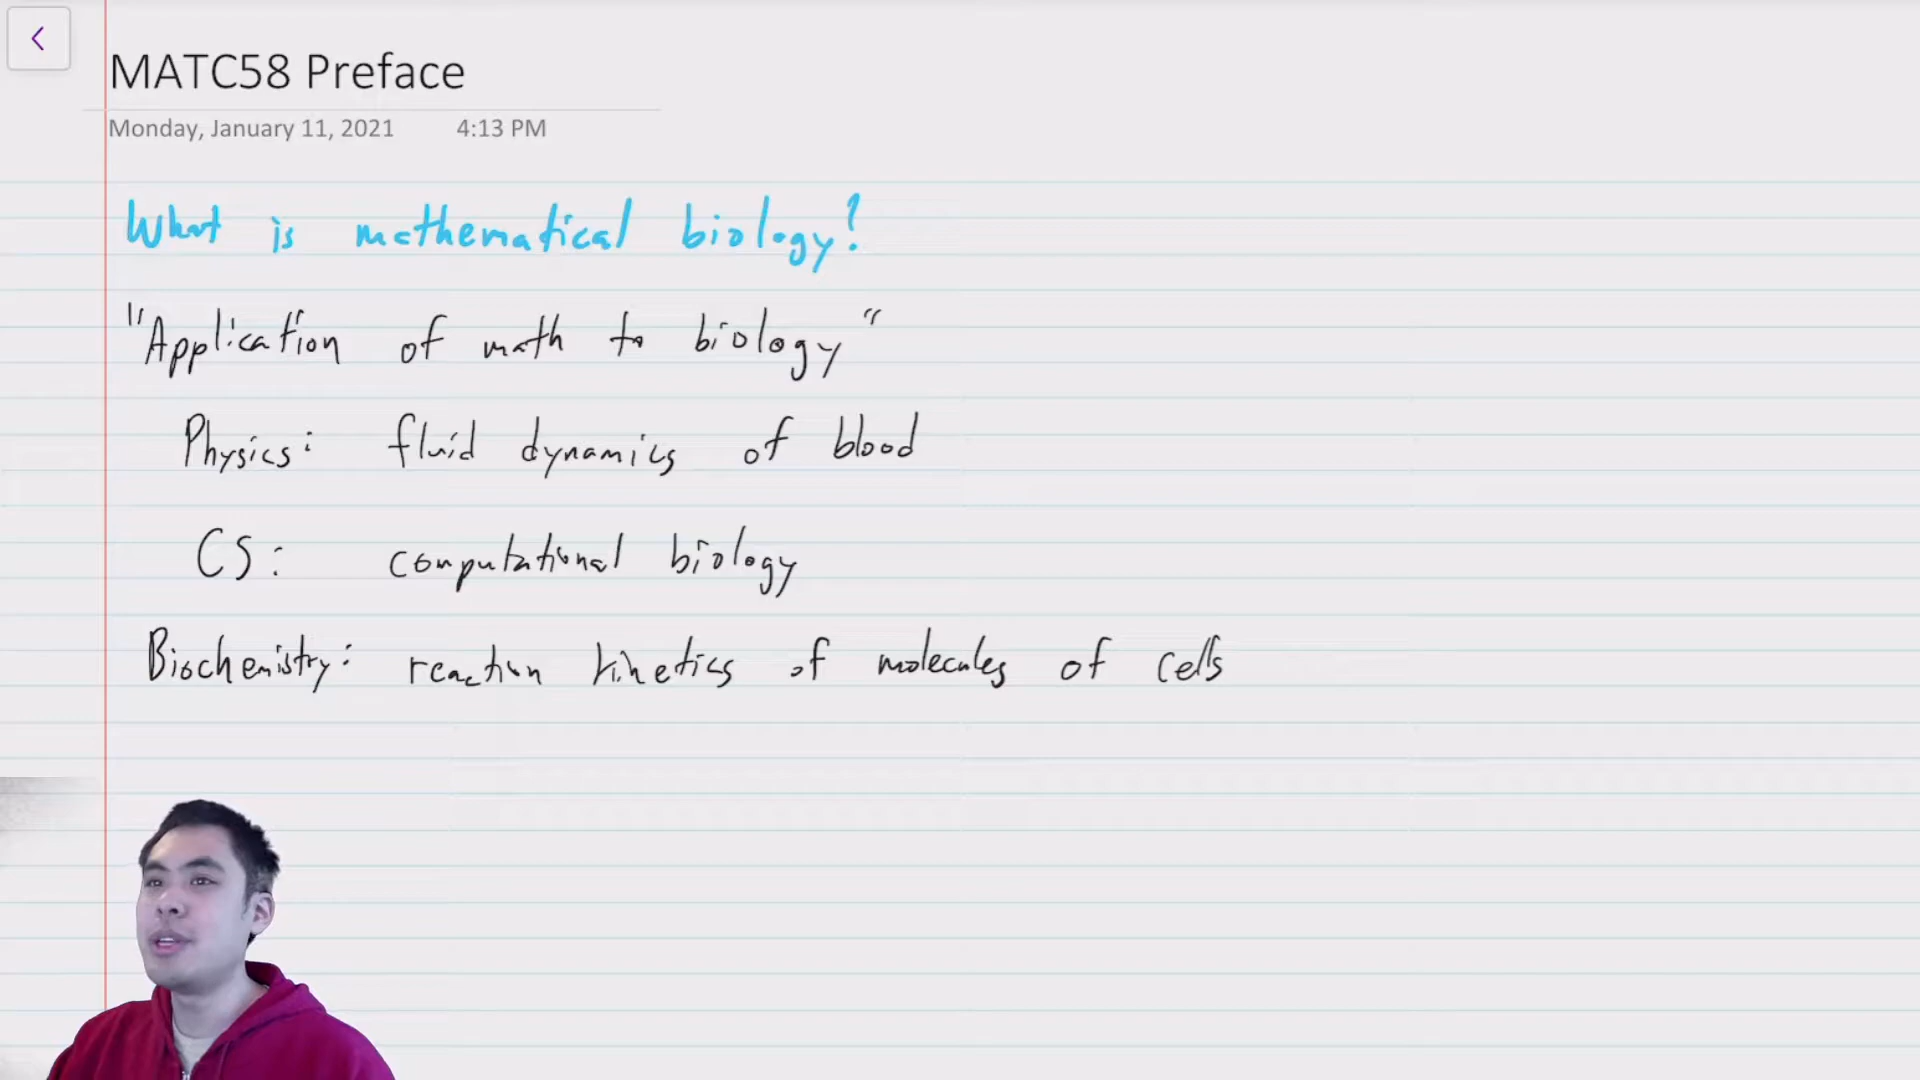 MATC58 Preface
Monday, January 11, 2021 4:13 PM
What is mathematical biology?
"Application of math to biology"
Physics: fluid dynamics of blood
CS: computational biology
Biochemistry: reaction kinetics of molecules of cells